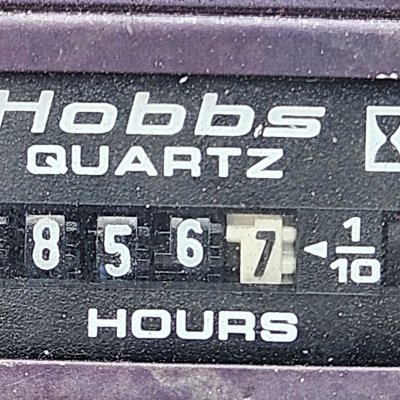 Hobbs
QUARTZ
8567 ◄ 1/10
HOURS